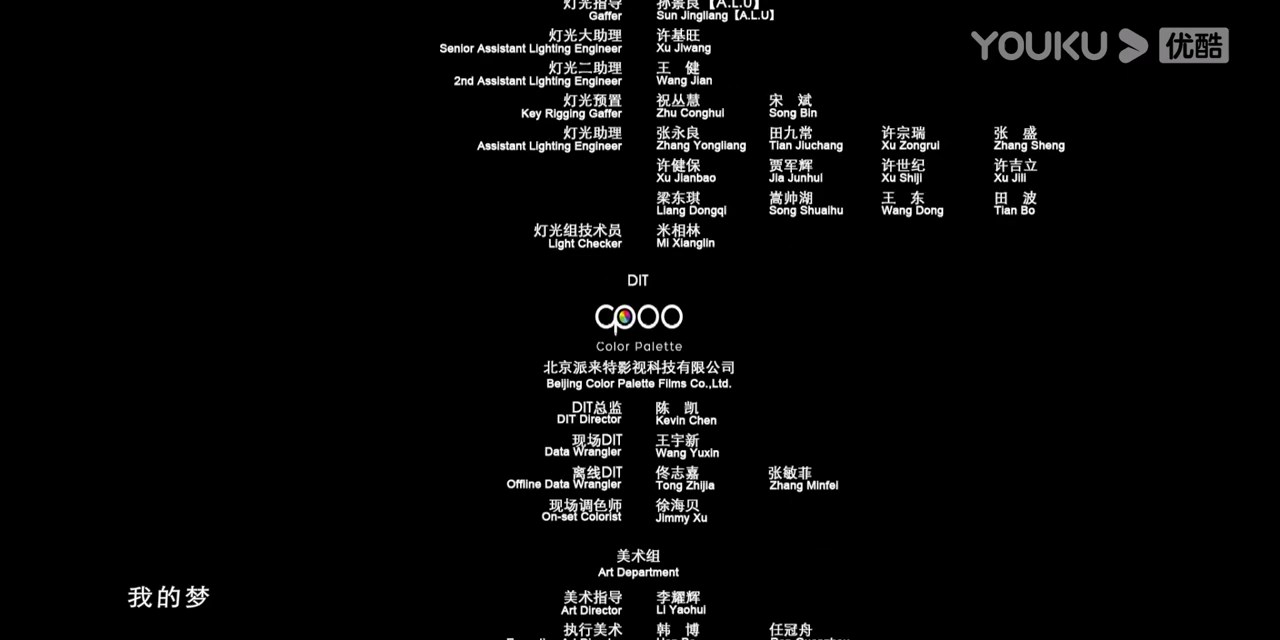 灯光指导 孙景良【A.L.U】
Gaffer Sun Jingliang【A.L.U】
YOUKU 优酷
灯光大助理 许基旺
Senior Assistant Lighting Engineer Xu Jiwang
灯光二助理 王 健
2nd Assistant Lighting Engineer Wang Jian
灯光预置 祝丛慧 宋 斌
Key Rigging Gaffer Zhu Conghui Song Bin
灯光助理 张永良 田九常 许宗瑞 张 盛
Assistant Lighting Engineer Zhang Yongliang Tian Jiuchang Xu Zongrui Zhang Sheng
许健保 贾军辉 许世纪 许吉立
Xu Jianbao Jia Junhui Xu Shiji Xu Jili
梁东琪 嵩帅湖 王 东 田 波
Liang Dongqi Song Shuaihu Wang Dong Tian Bo
灯光组技术员 米相林
Light Checker Mi Xianglin
DIT
cpoo
Color Palette
北京派来特影视科技有限公司
Beijing Color Palette Films Co.,Ltd.
DIT总监 陈 凯
DIT Director Kevin Chen
现场DIT 王宇新
Data Wrangler Wang Yuxin
离线DIT 佟志嘉 张敏菲
Offline Data Wrangler Tong Zhijia Zhang Minfei
现场调色师 徐海贝
On-set Colorist Jimmy Xu
美术组
Art Department
我的梦
美术指导 李耀辉
Art Director Li Yaohui
执行美术 韩 博 任冠舟